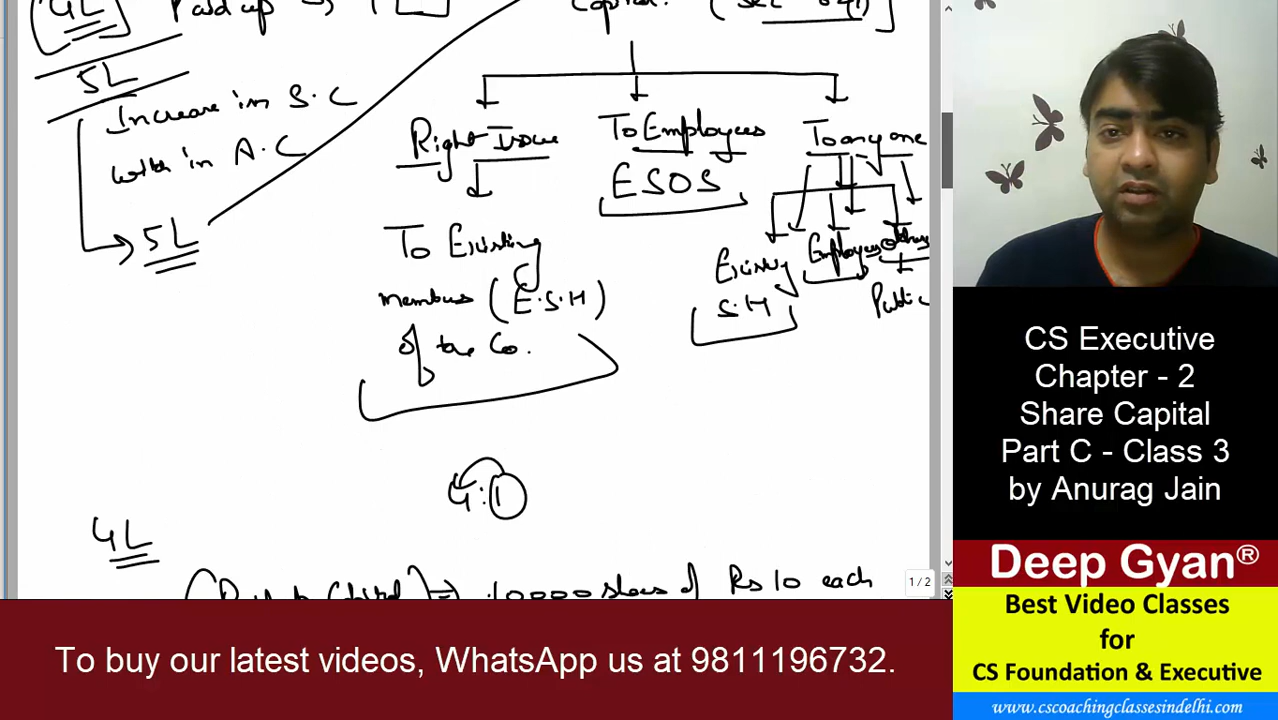 4L] Paid up ⇒
Capital. (Sec 641)]
5L
Increase in S.C
with in A.C
5L
Right Issue
To Employees
To anyone
ESOS
To Existing
members (E.S.H)
of the Co.
Existing
S.H
Employees
others
Public
4:1
4L
10000 shares of Rs 10 each
1/2
CS Executive
Chapter - 2
Share Capital
Part C - Class 3
by Anurag Jain
Deep Gyan®
Best Video Classes
for
CS Foundation & Executive
www.cscoachingclassesindelhi.com
To buy our latest videos, WhatsApp us at 9811196732.